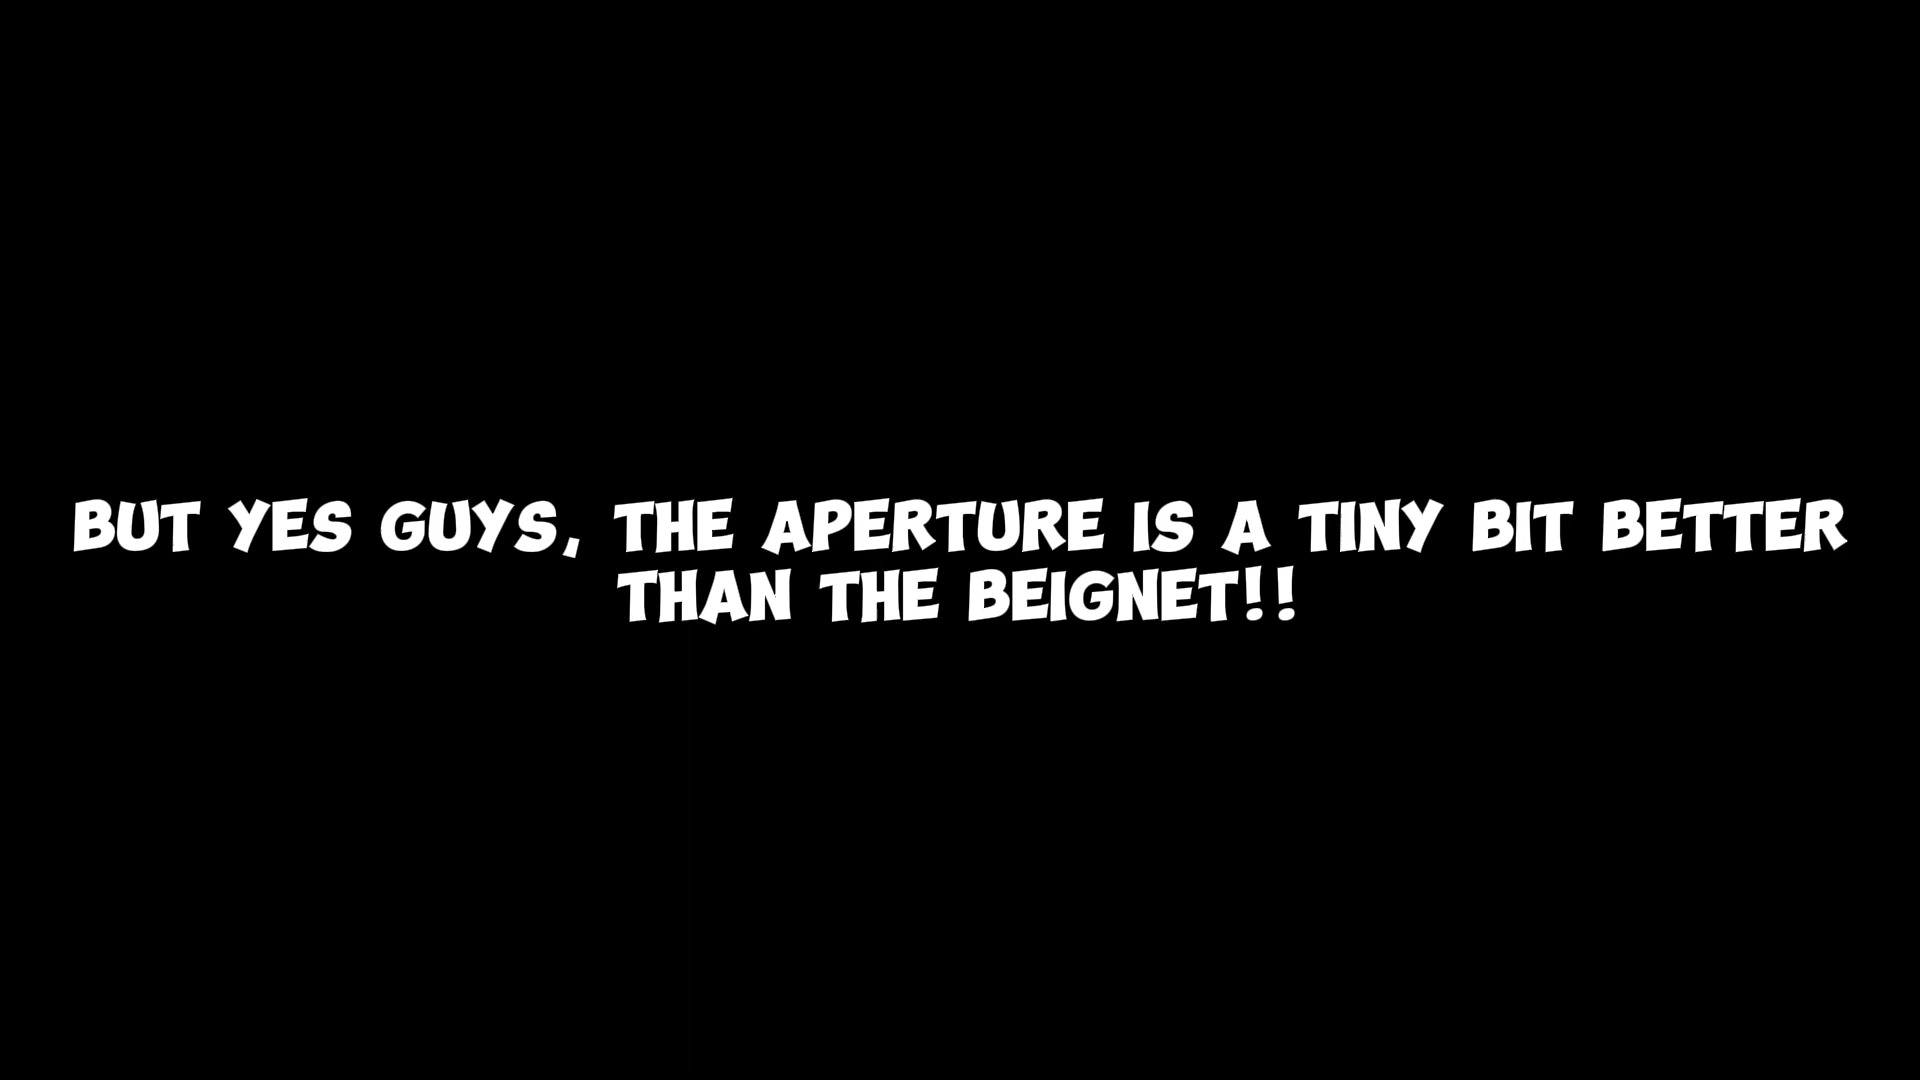 BUT YES GUYS, THE APERTURE IS A TINY BIT BETTER
THAN THE BEIGNET!!